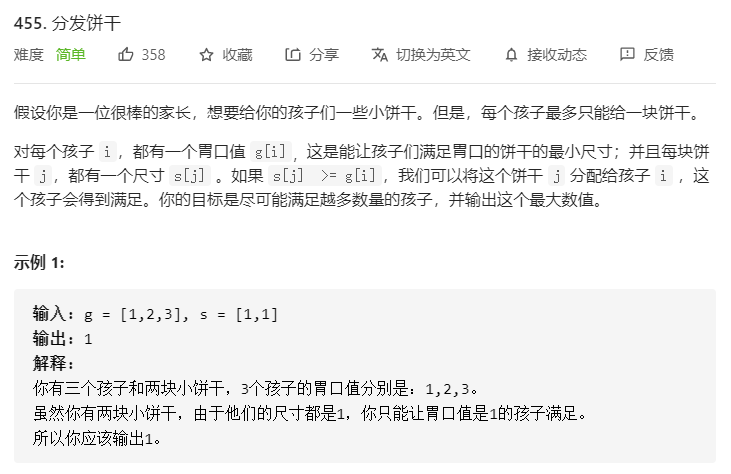 455. 分发饼干
难度 简单 358 收藏 分享 切换为英文 接收动态 反馈
假设你是一位很棒的家长，想要给你的孩子们一些小饼干。但是，每个孩子最多只能给一块饼干。
对每个孩子 i，都有一个胃口值 g[i]，这是能让孩子们满足胃口的饼干的最小尺寸；并且每块饼
干 j，都有一个尺寸 s[j] 。如果 s[j] >= g[i]，我们可以将这个饼干 j 分配给孩子 i ，这
个孩子会得到满足。你的目标是尽可能满足越多数量的孩子，并输出这个最大数值。
示例 1:
输入: g = [1,2,3], s = [1,1]
输出: 1
解释:
你有三个孩子和两块小饼干，3个孩子的胃口值分别是：1,2,3。
虽然你有两块小饼干，由于他们的尺寸都是1，你只能让胃口值是1的孩子满足。
所以你应该输出1。